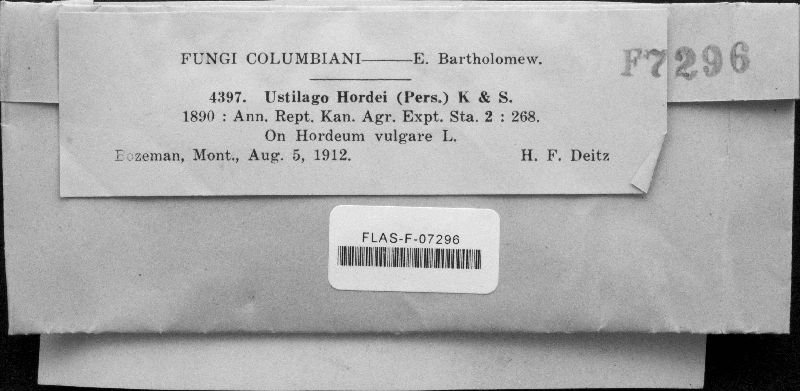 FUNGI COLUMBIANI——E. Bartholomew.
F7296
4397. Ustilago Hordei (Pers.) K & S.
1890 : Ann. Rept. Kan. Agr. Expt. Sta. 2 : 268.
On Hordeum vulgare L.
Bozeman, Mont., Aug. 5, 1912. H. F. Deitz
FLAS-F-07296